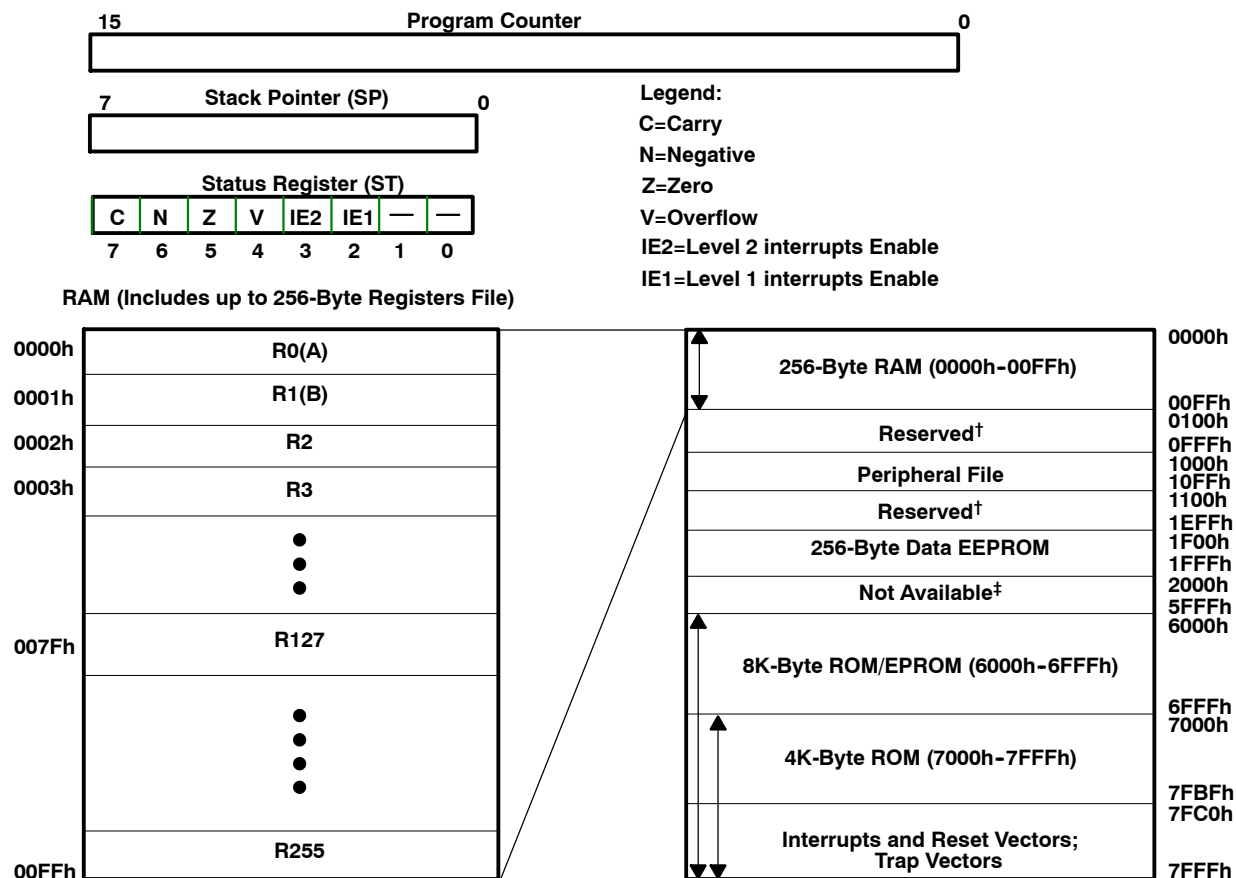 15 Program Counter 0
7 Stack Pointer (SP) 0
Status Register (ST)
C N Z V IE2 IE1 — —
7 6 5 4 3 2 1 0
Legend:
C=Carry
N=Negative
Z=Zero
V=Overflow
IE2=Level 2 interrupts Enable
IE1=Level 1 interrupts Enable
RAM (Includes up to 256-Byte Registers File)
0000h R0(A)
0001h R1(B)
0002h R2
0003h R3
007Fh R127
R255
00FFh
0000h
256-Byte RAM (0000h-00FFh)
00FFh
0100h
Reserved†
0FFFh
1000h
Peripheral File
10FFh
1100h
Reserved†
1EFFh
1F00h
256-Byte Data EEPROM
1FFFh
2000h
Not Available‡
5FFFh
6000h
8K-Byte ROM/EPROM (6000h-6FFFh)
6FFFh
7000h
4K-Byte ROM (7000h-7FFFh)
7FBFh
7FC0h
Interrupts and Reset Vectors;
Trap Vectors
7FFFh